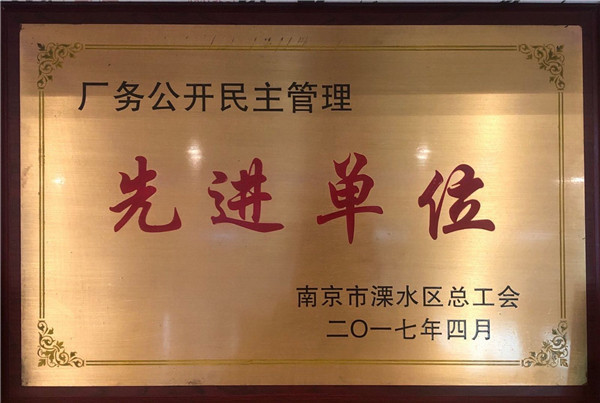 厂务公开民主管理
先进单位
南京市溧水区总工会
二〇一七年四月